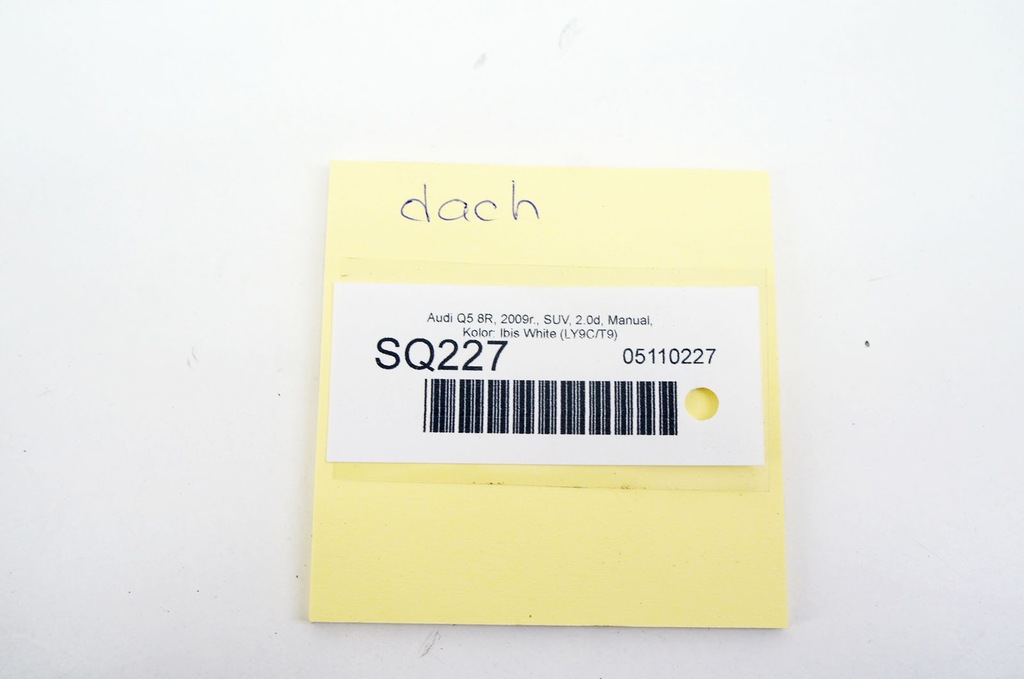 dach
Audi Q5 8R, 2009r., SUV, 2.0d, Manual,
Kolor: Ibis White (LY9C/T9)
SQ227
05110227